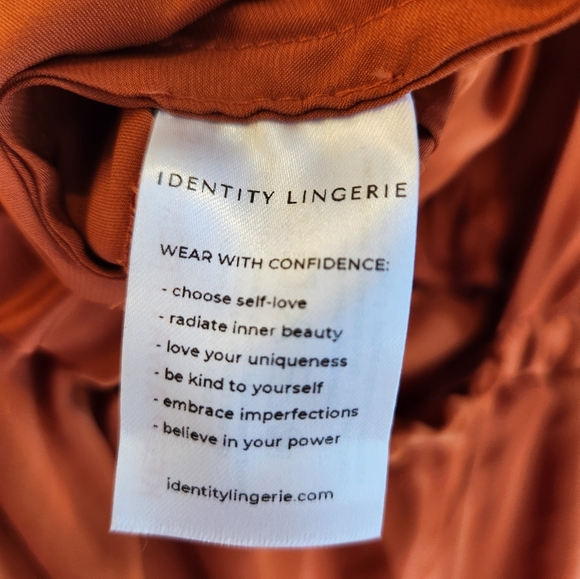 IDENTITY LINGERIE
WEAR WITH CONFIDENCE:
- choose self-love
- radiate inner beauty
- love your uniqueness
- be kind to yourself
- embrace imperfections
- believe in your power
identitylingerie.com